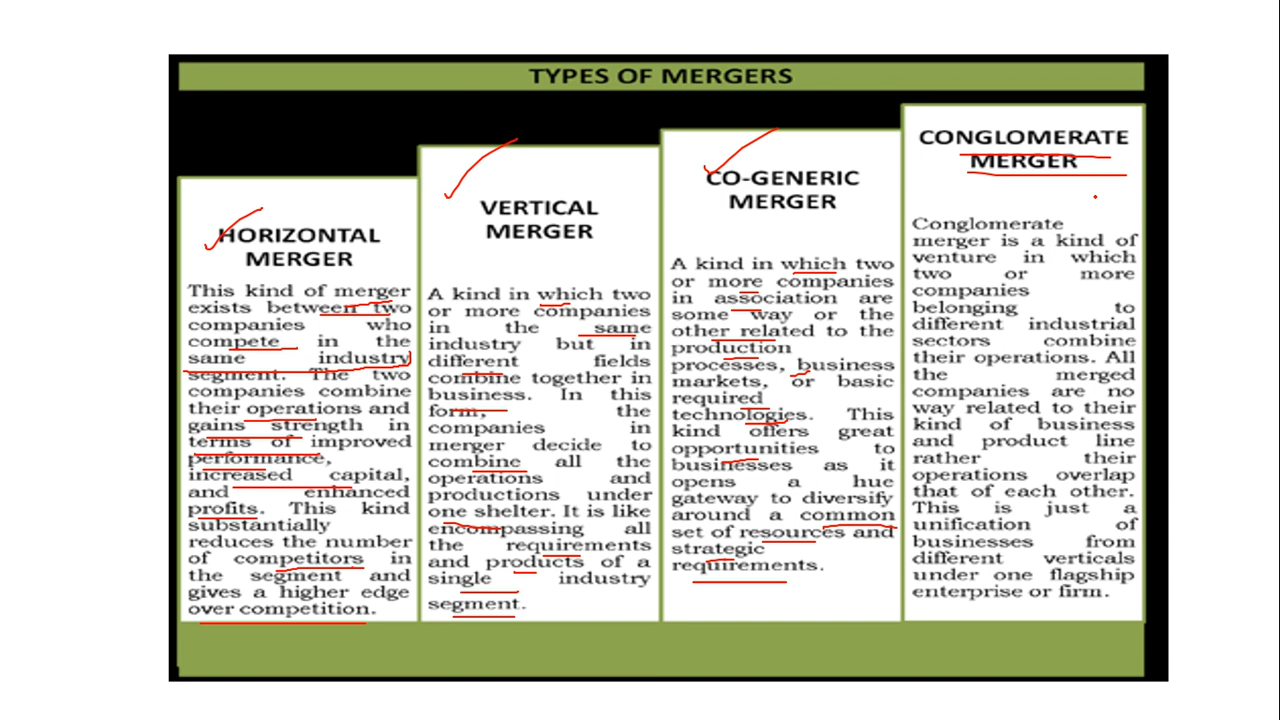 TYPES OF MERGERS
HORIZONTAL
MERGER
This kind of merger
exists between two
companies who
compete in the
same industry
segment. The two
companies combine
their operations and
gains strength in
terms of improved
performance,
increased capital,
and enhanced
profits. This kind
substantially
reduces the number
of competitors in
the segment and
gives a higher edge
over competition.
VERTICAL
MERGER
A kind in which two
or more companies
in the same
industry but in
different fields
combine together in
business. In this
form, the
companies in
merger decide to
combine all the
operations and
productions under
one shelter. It is like
encompassing all
the requirements
and products of a
single industry
segment.
CO-GENERIC
MERGER
A kind in which two
or more companies
in association are
some way or the
other related to the
production
processes, business
markets, or basic
required
technologies. This
kind offers great
opportunities to
businesses as it
opens a hue
gateway to diversify
around a common
set of resources and
strategic
requirements.
CONGLOMERATE
MERGER
Conglomerate
merger is a kind of
venture in which
two or more
companies
belonging to
different industrial
sectors combine
their operations. All
the merged
companies are no
way related to their
kind of business
and product line
rather their
operations overlap
that of each other.
This is just a
unification of
businesses from
different verticals
under one flagship
enterprise or firm.